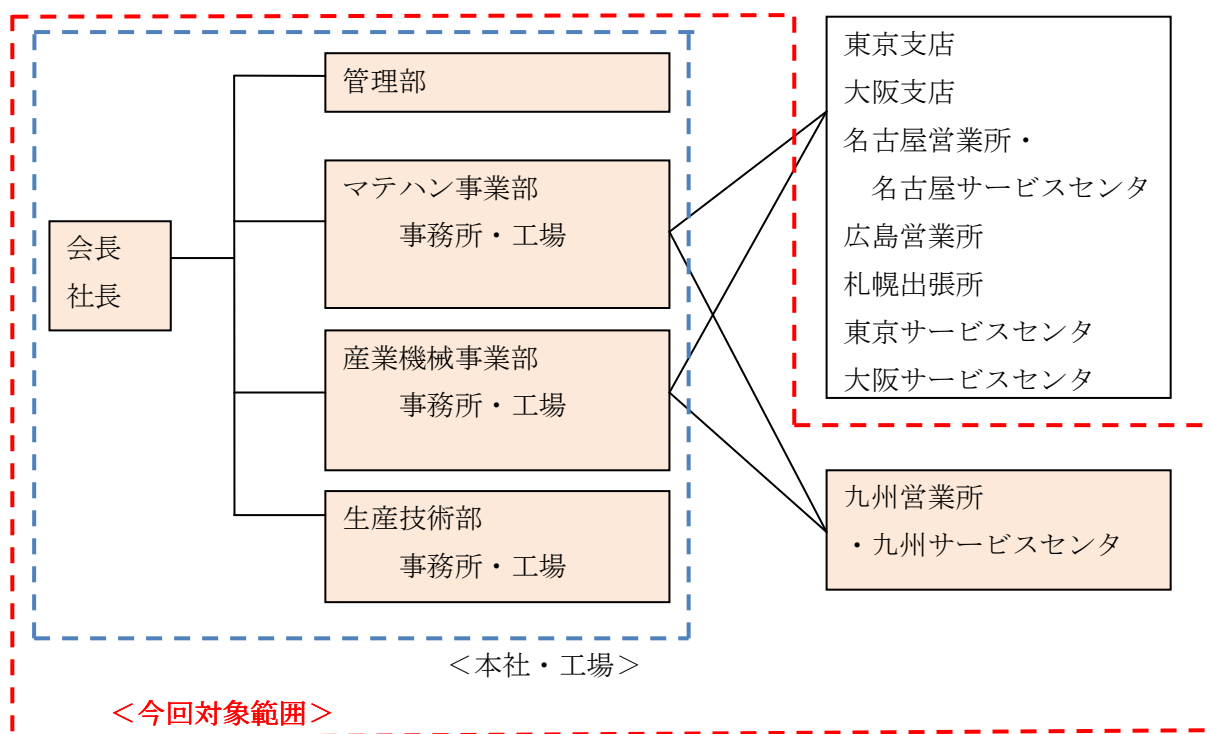 会長
社長
管理部
マテハン事業部
事務所・工場
産業機械事業部
事務所・工場
生産技術部
事務所・工場
東京支店
大阪支店
名古屋営業所・
名古屋サービスセンタ
広島営業所
札幌出張所
東京サービスセンタ
大阪サービスセンタ
九州営業所
・九州サービスセンタ
＜本社・工場＞
＜今回対象範囲＞